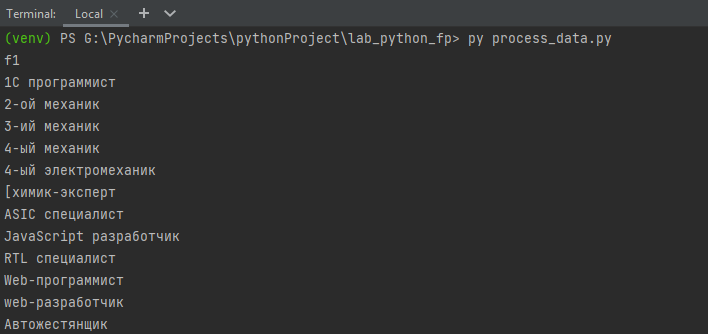 Terminal: Local × + ∨
(venv) PS G:\PycharmProjects\pythonProject\lab_python_fp> py process_data.py
f1
1C программист
2-ой механик
3-ий механик
4-ый механик
4-ый электромеханик
[химик-эксперт
ASIC специалист
JavaScript разработчик
RTL специалист
Web-программист
web-разработчик
Автожестянщик